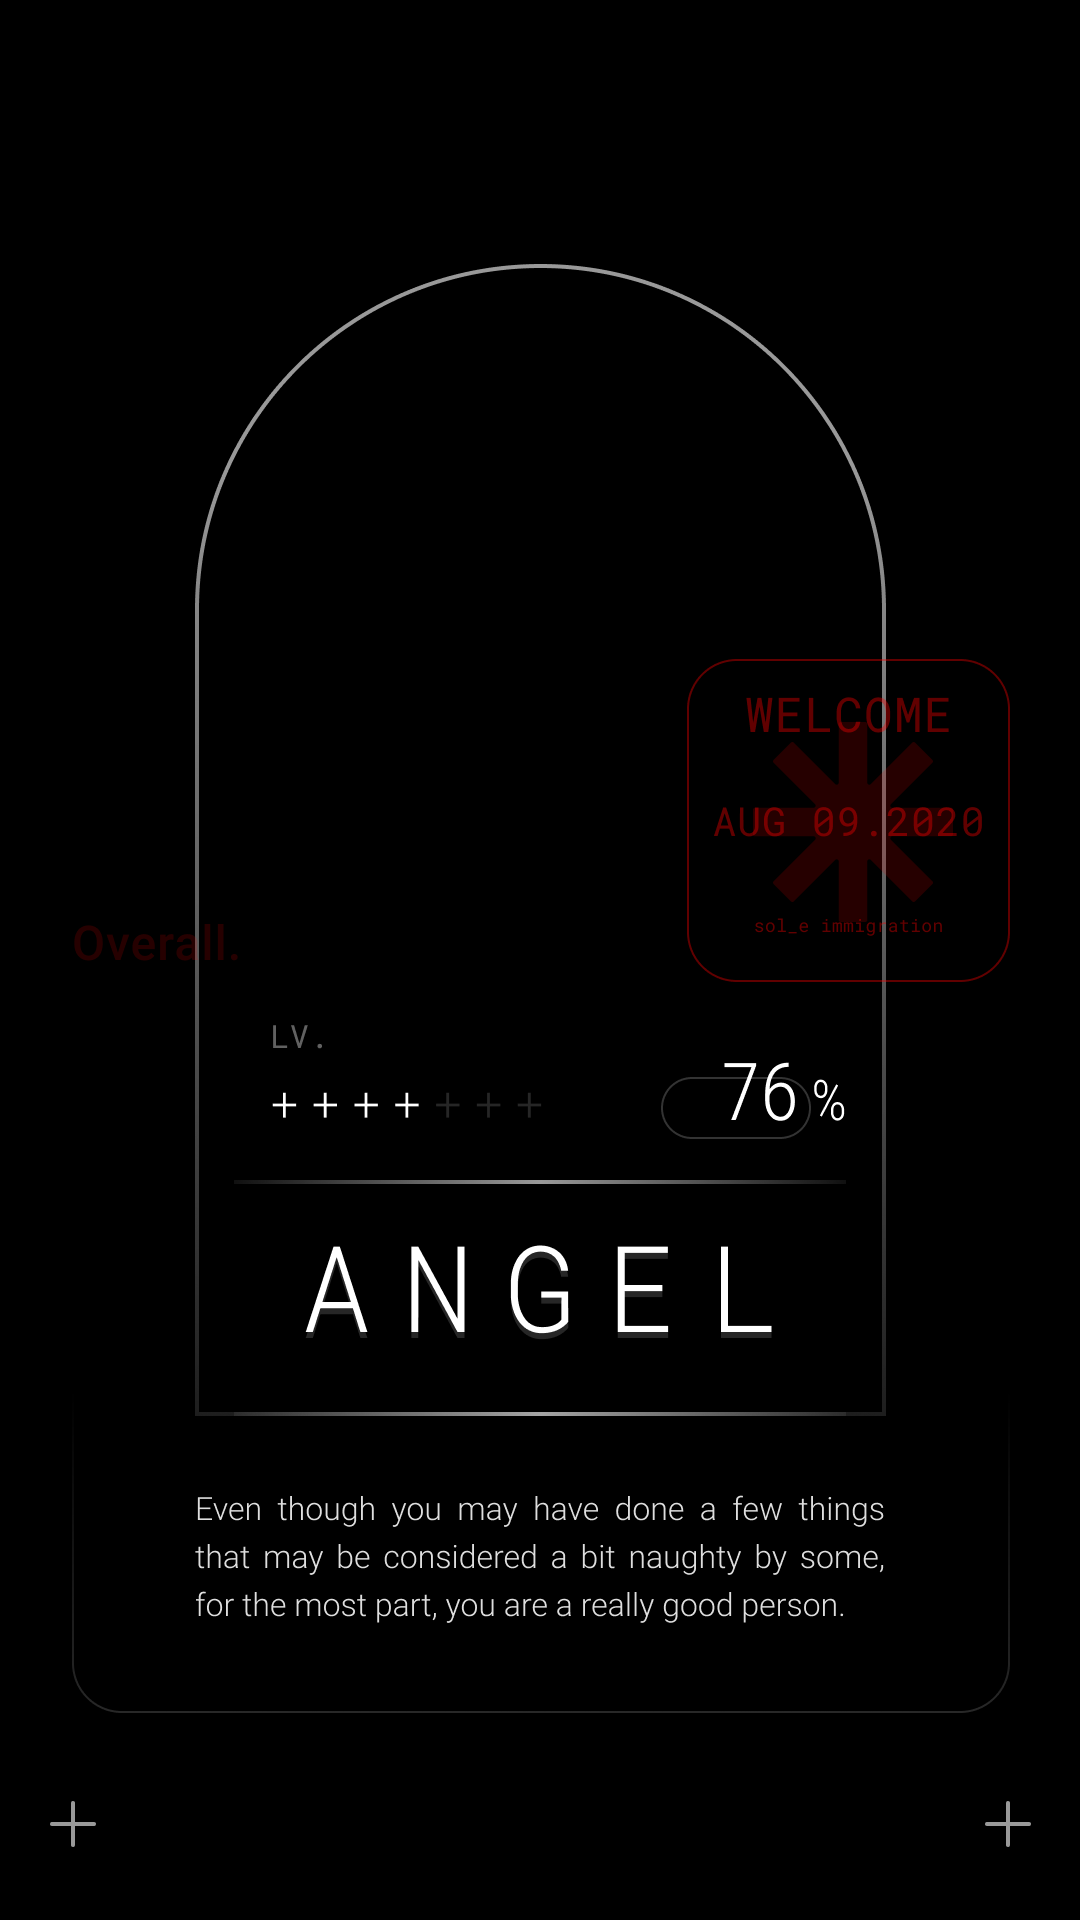 WELCOME
AUG 09.2020
sol_e immigration
Overall.
LV.
+ + + + + + +
76 %
ANGEL
Even though you may have done a few things
that may be considered a bit naughty by some,
for the most part, you are a really good person.